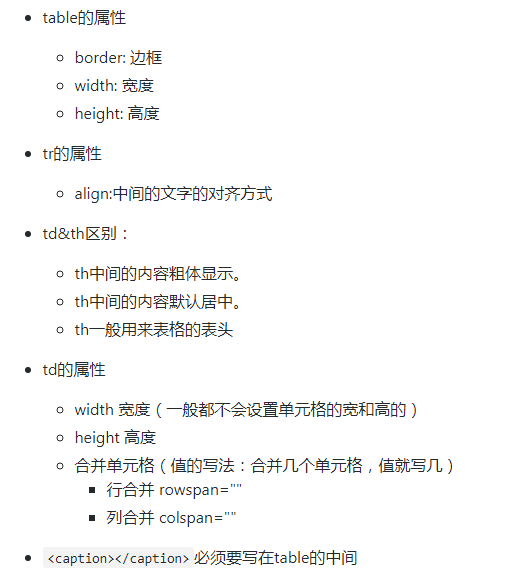 table的属性
border: 边框
width: 宽度
height: 高度
tr的属性
align:中间的文字的对齐方式
td&th区别：
th中间的内容粗体显示。
th中间的内容默认居中。
th一般用来表格的表头
td的属性
width 宽度（一般都不会设置单元格的宽和高的）
height 高度
合并单元格（值的写法：合并几个单元格，值就写几）
行合并 rowspan=""
列合并 colspan=""
<caption></caption> 必须要写在table的中间